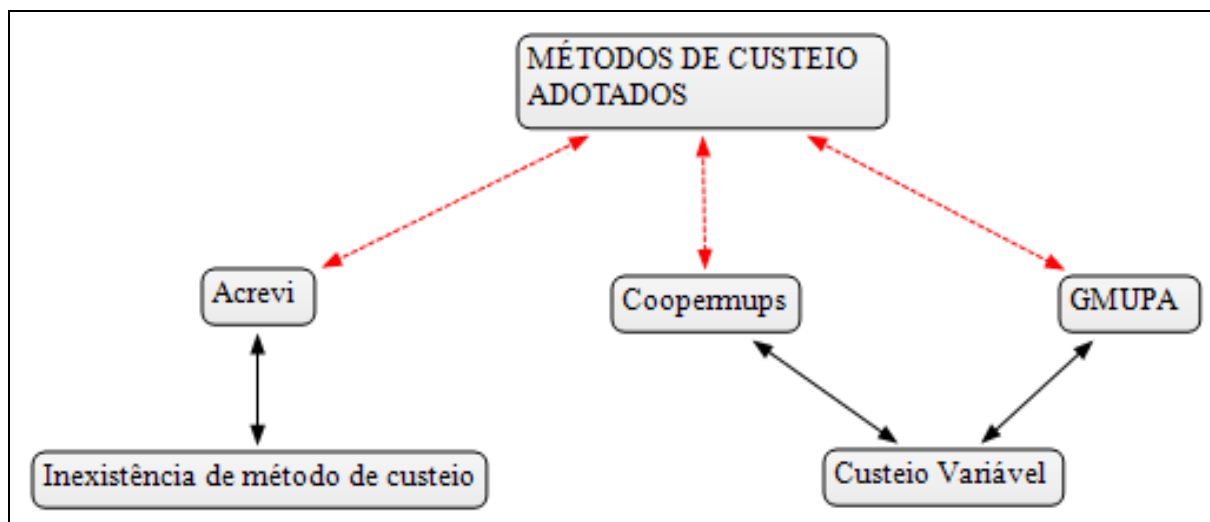 MÉTODOS DE CUSTEIO
ADOTADOS
Acrevi
Coopermups
GMUPA
Inexistência de método de custeio
Custeio Variável